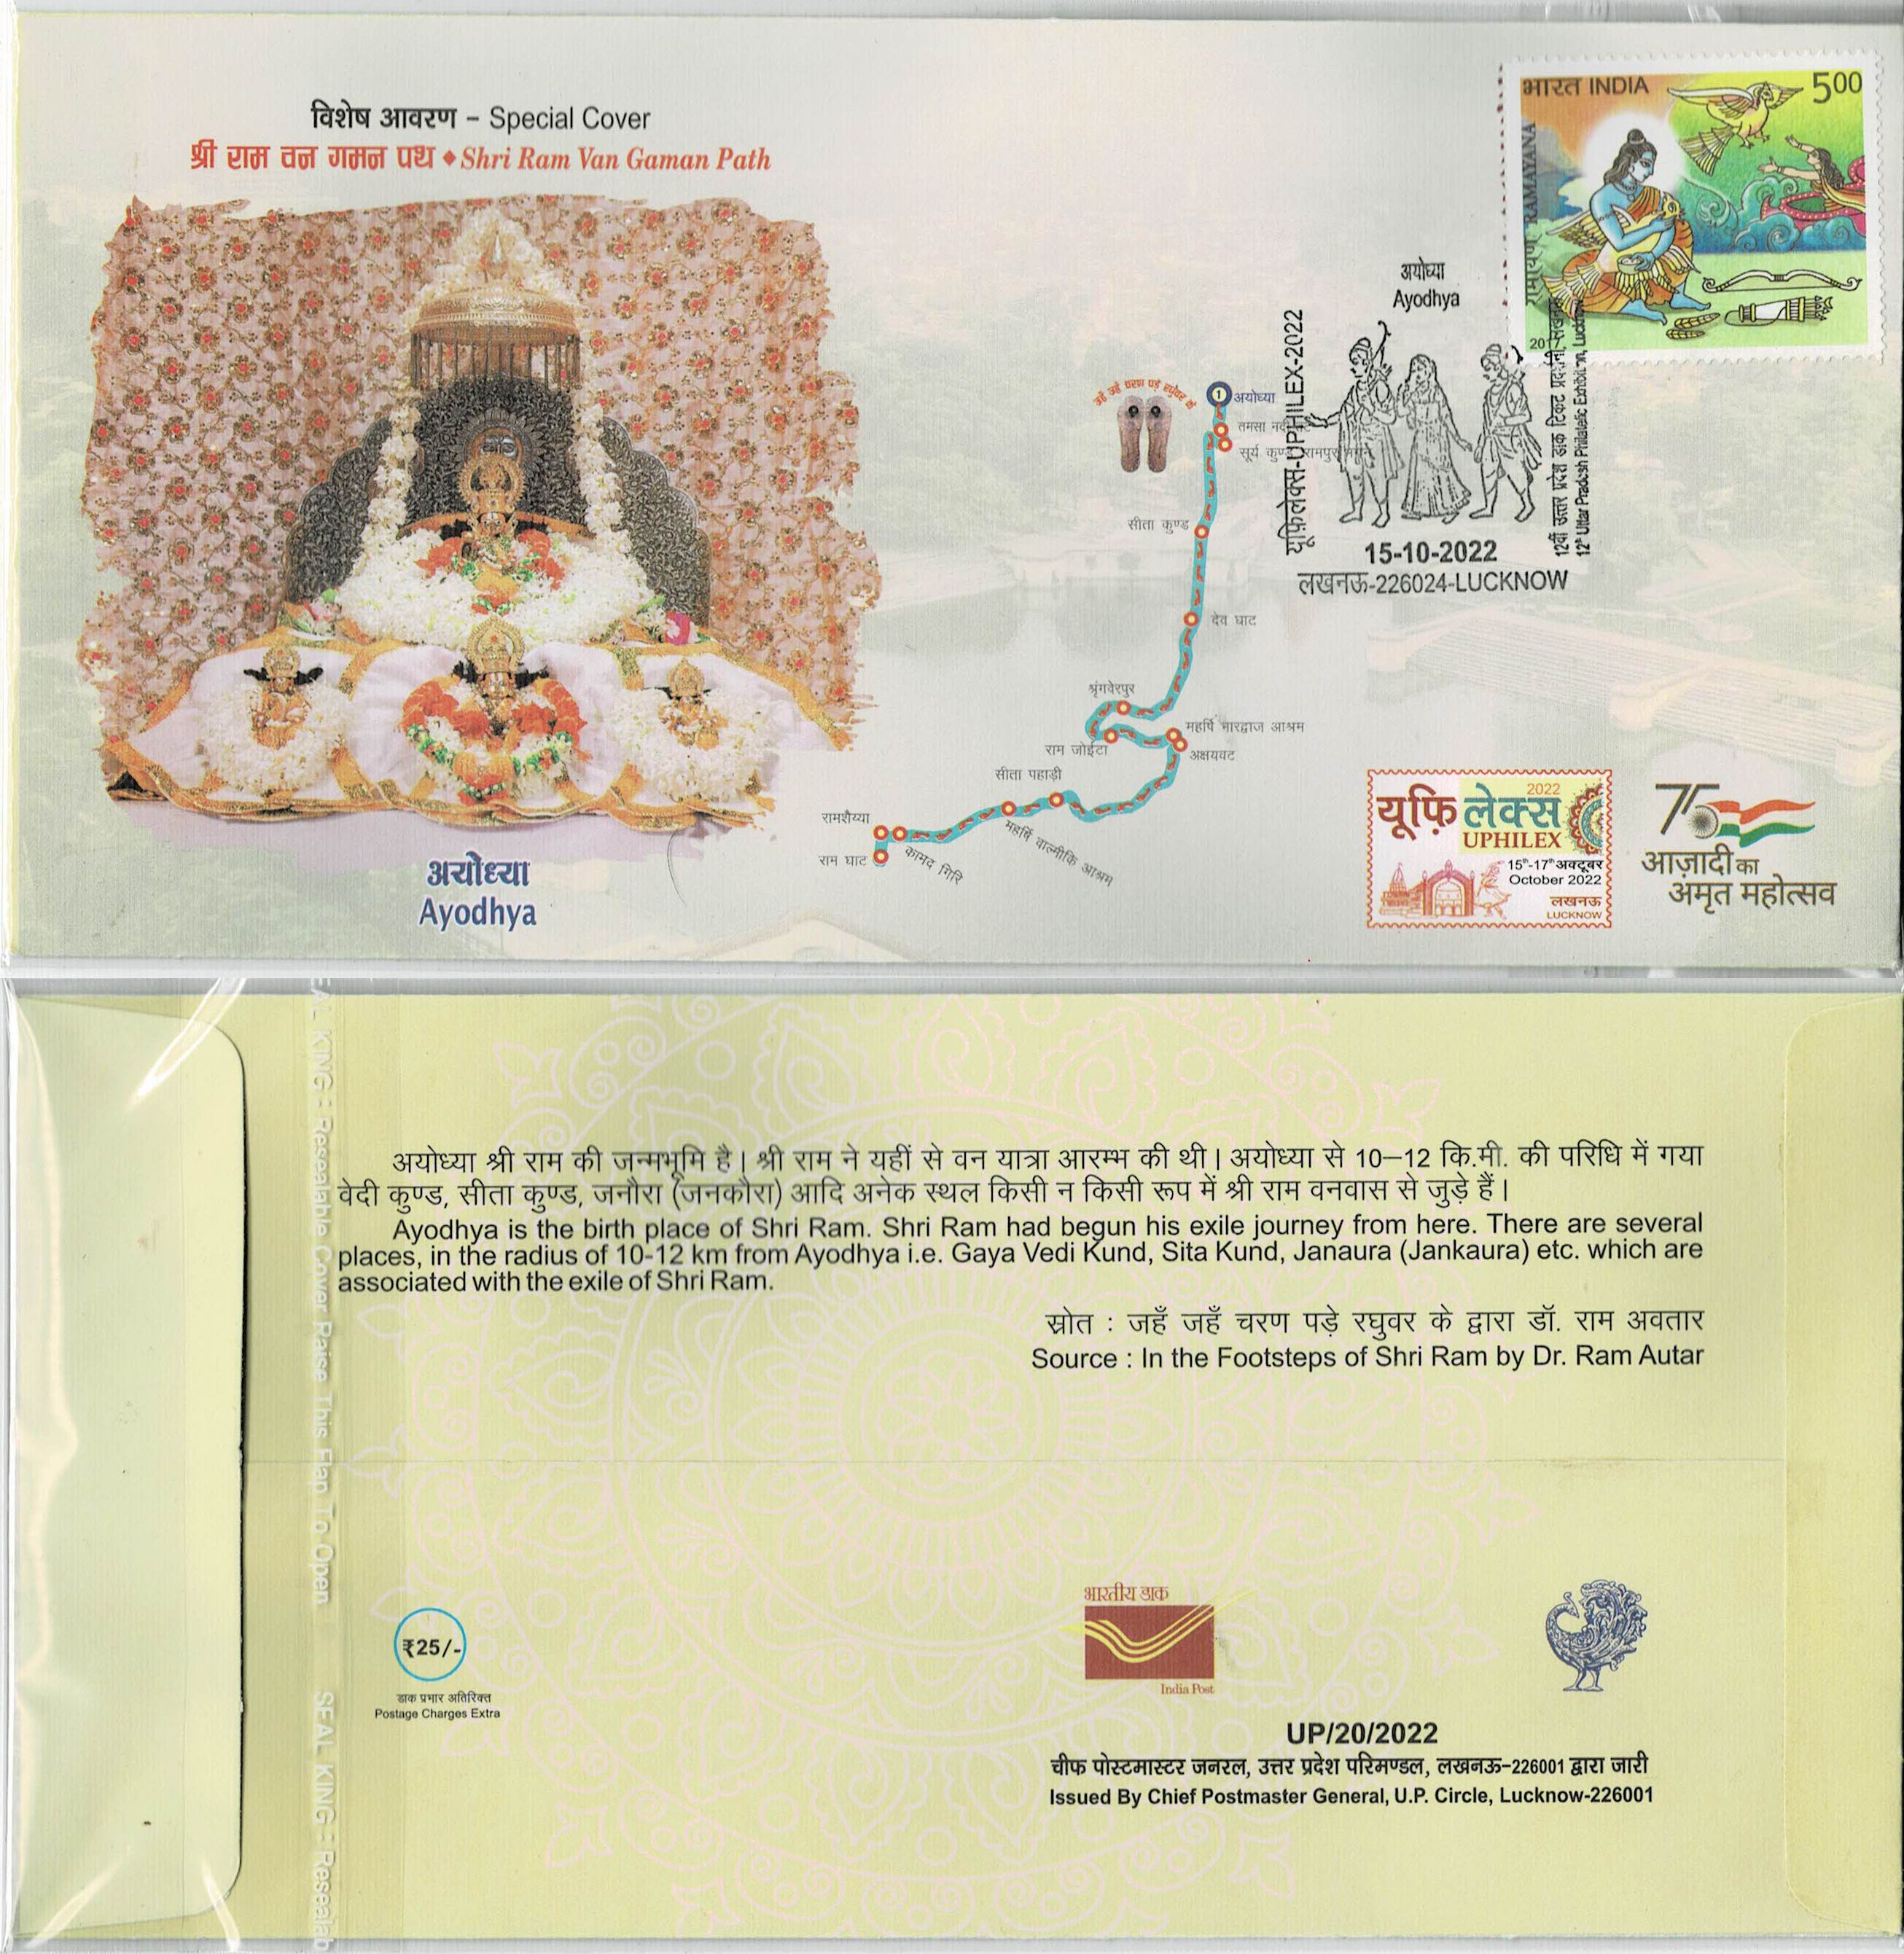 विशेष आवरण – Special Cover
श्री राम वन गमन पथ ◆ Shri Ram Van Gaman Path
भारत INDIA 500
रामायण RAMAYANA
अयोध्या
Ayodhya
यूफ़िलेक्स-UPHILEX-2022
12वीं उत्तर प्रदेश डाक टिकट लखनऊ
12th Uttar Pradesh Philatelic Exhibition,
15-10-2022
लखनऊ-226024-LUCKNOW
जहँ जहँ चरण पड़े रघुवर के
1 अयोध्या
तमसा
सूर्य कुण्ड
सीता कुण्ड
देव घाट
श्रृंगवेरपुर
महर्षि भारद्वाज आश्रम
राम जोईटा
अक्षयवट
सीता पहाड़ी
महर्षि वाल्मीकि आश्रम
रामशैय्या
कामद गिरि
राम घाट
अयोध्या
Ayodhya
2022
यूफ़िलेक्स
UPHILEX
15th-17th अक्टूबर
October 2022
लखनऊ
LUCKNOW
75
आज़ादी का
अमृत महोत्सव
SEAL KING : Resealable Cover Raise This Flap To Open
SEAL KING : Resealab
अयोध्या श्री राम की जन्मभूमि है। श्री राम ने यहीं से वन यात्रा आरम्भ की थी। अयोध्या से 10–12 कि.मी. की परिधि में गया
वेदी कुण्ड, सीता कुण्ड, जनौरा (जनकौरा) आदि अनेक स्थल किसी न किसी रूप में श्री राम वनवास से जुड़े हैं।
Ayodhya is the birth place of Shri Ram. Shri Ram had begun his exile journey from here. There are several
places, in the radius of 10-12 km from Ayodhya i.e. Gaya Vedi Kund, Sita Kund, Janaura (Jankaura) etc. which are
associated with the exile of Shri Ram.
स्रोत : जहँ जहँ चरण पड़े रघुवर के द्वारा डॉ. राम अवतार
Source : In the Footsteps of Shri Ram by Dr. Ram Autar
₹25/-
डाक प्रभार अतिरिक्त
Postage Charges Extra
भारतीय डाक
India Post
UP/20/2022
चीफ पोस्टमास्टर जनरल, उत्तर प्रदेश परिमण्डल, लखनऊ-226001 द्वारा जारी
Issued By Chief Postmaster General, U.P. Circle, Lucknow-226001